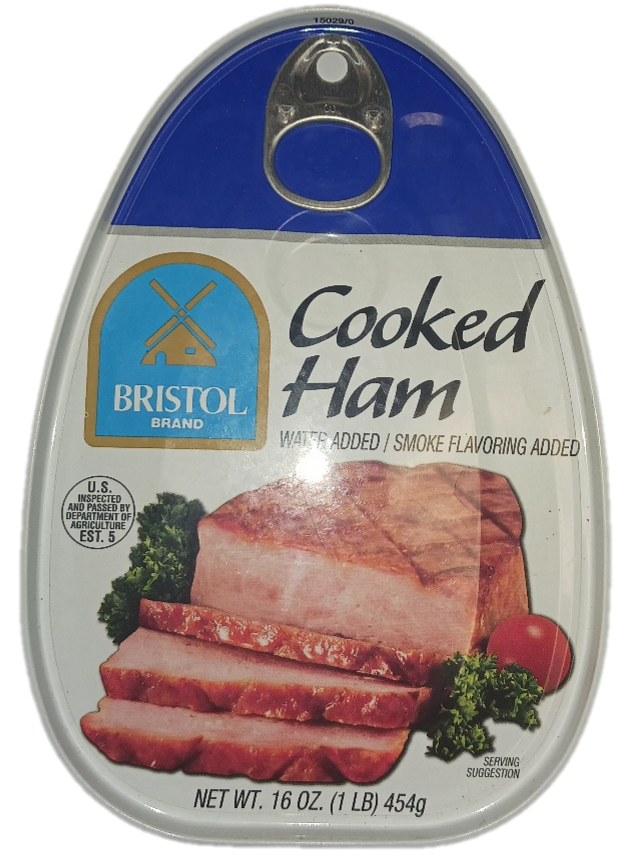 15029/0
Cooked
Ham
BRISTOL
BRAND
WATER ADDED / SMOKE FLAVORING ADDED
U.S.
INSPECTED
AND PASSED BY
DEPARTMENT OF
AGRICULTURE
EST. 5
SERVING
SUGGESTION
NET WT. 16 OZ. (1 LB) 454g